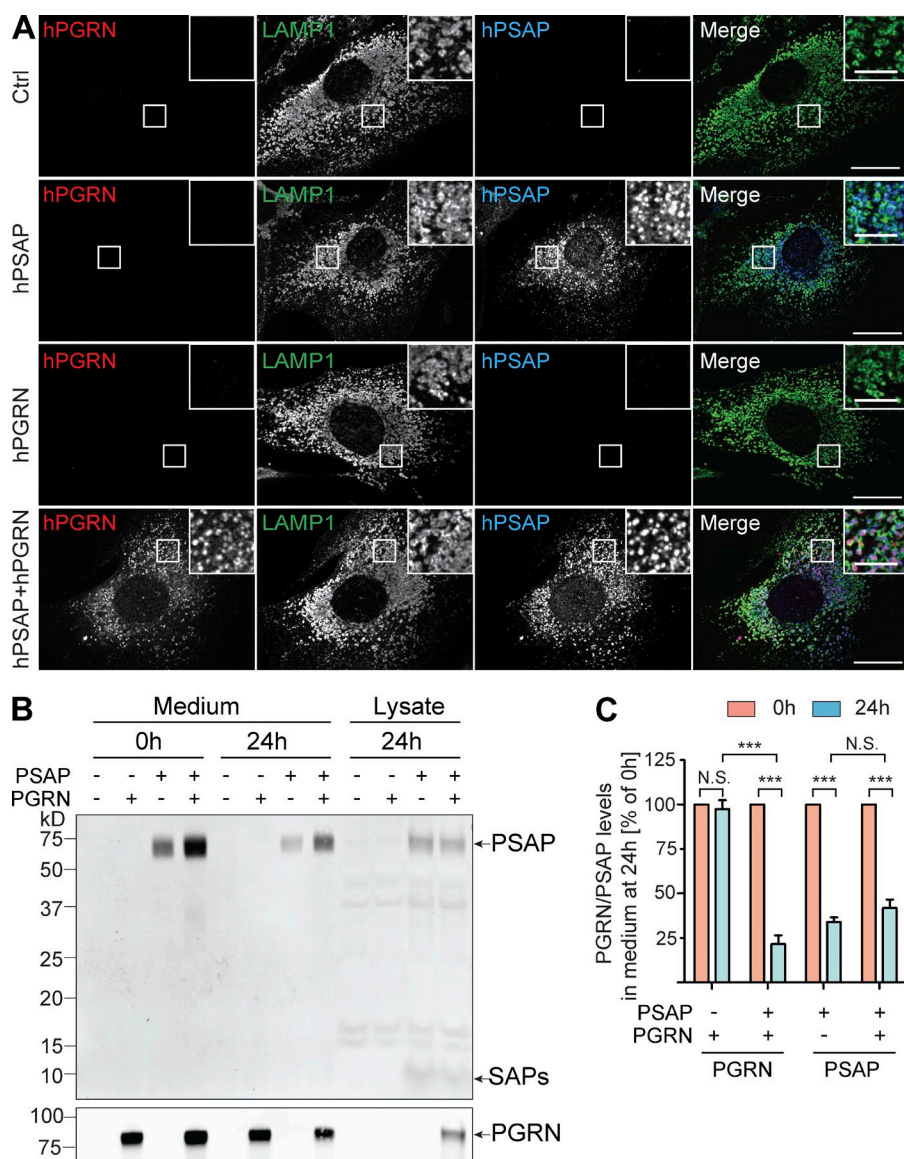 A
Ctrl
hPGRN LAMP1 hPSAP Merge
hPSAP
hPGRN LAMP1 hPSAP Merge
hPGRN
hPGRN LAMP1 hPSAP Merge
hPSAP+hPGRN
hPGRN LAMP1 hPSAP Merge
B
Medium Lysate
0h 24h 24h
PSAP - - + + - - + + - - + +
PGRN - + - + - + - + - + - +
kD
75 PSAP
50
37
25
20
15
10 SAPs
100
75 PGRN
C
0h 24h
PGRN/PSAP levels
in medium at 24h [% of 0h]
*** N.S.
N.S. *** *** ***
125
100
75
50
25
PSAP - + + +
PGRN + + - +
PGRN PSAP